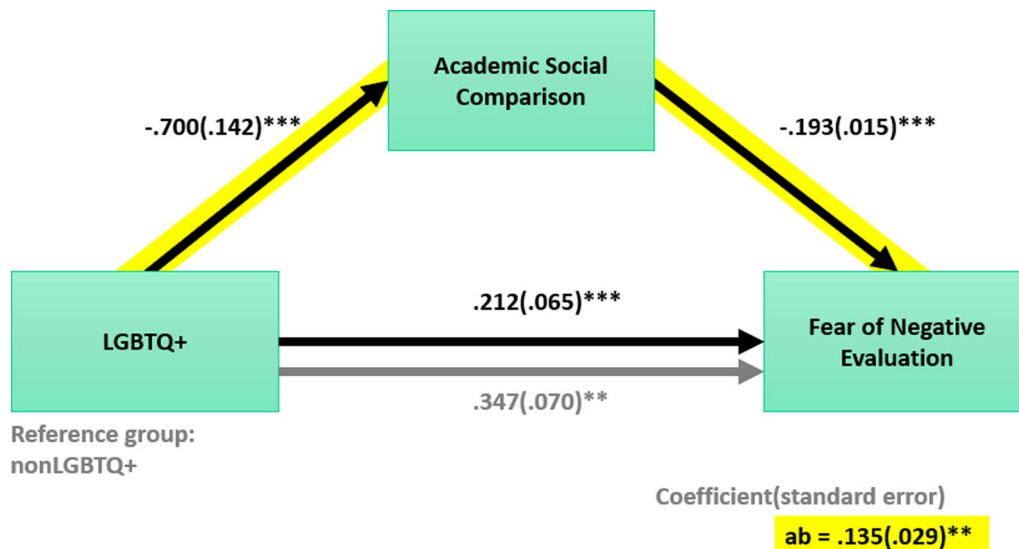 Academic Social
Comparison
-.700(.142)***
-.193(.015)***
LGBTQ+
.212(.065)***
.347(.070)**
Fear of Negative
Evaluation
Reference group:
nonLGBTQ+
Coefficient(standard error)
ab = .135(.029)**